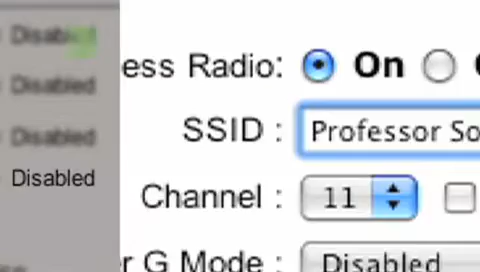 Disabled
ess Radio: On
Disabled
SSID : Professor So
Disabled
Disabled
Channel : 11
r G Mode : Disabled